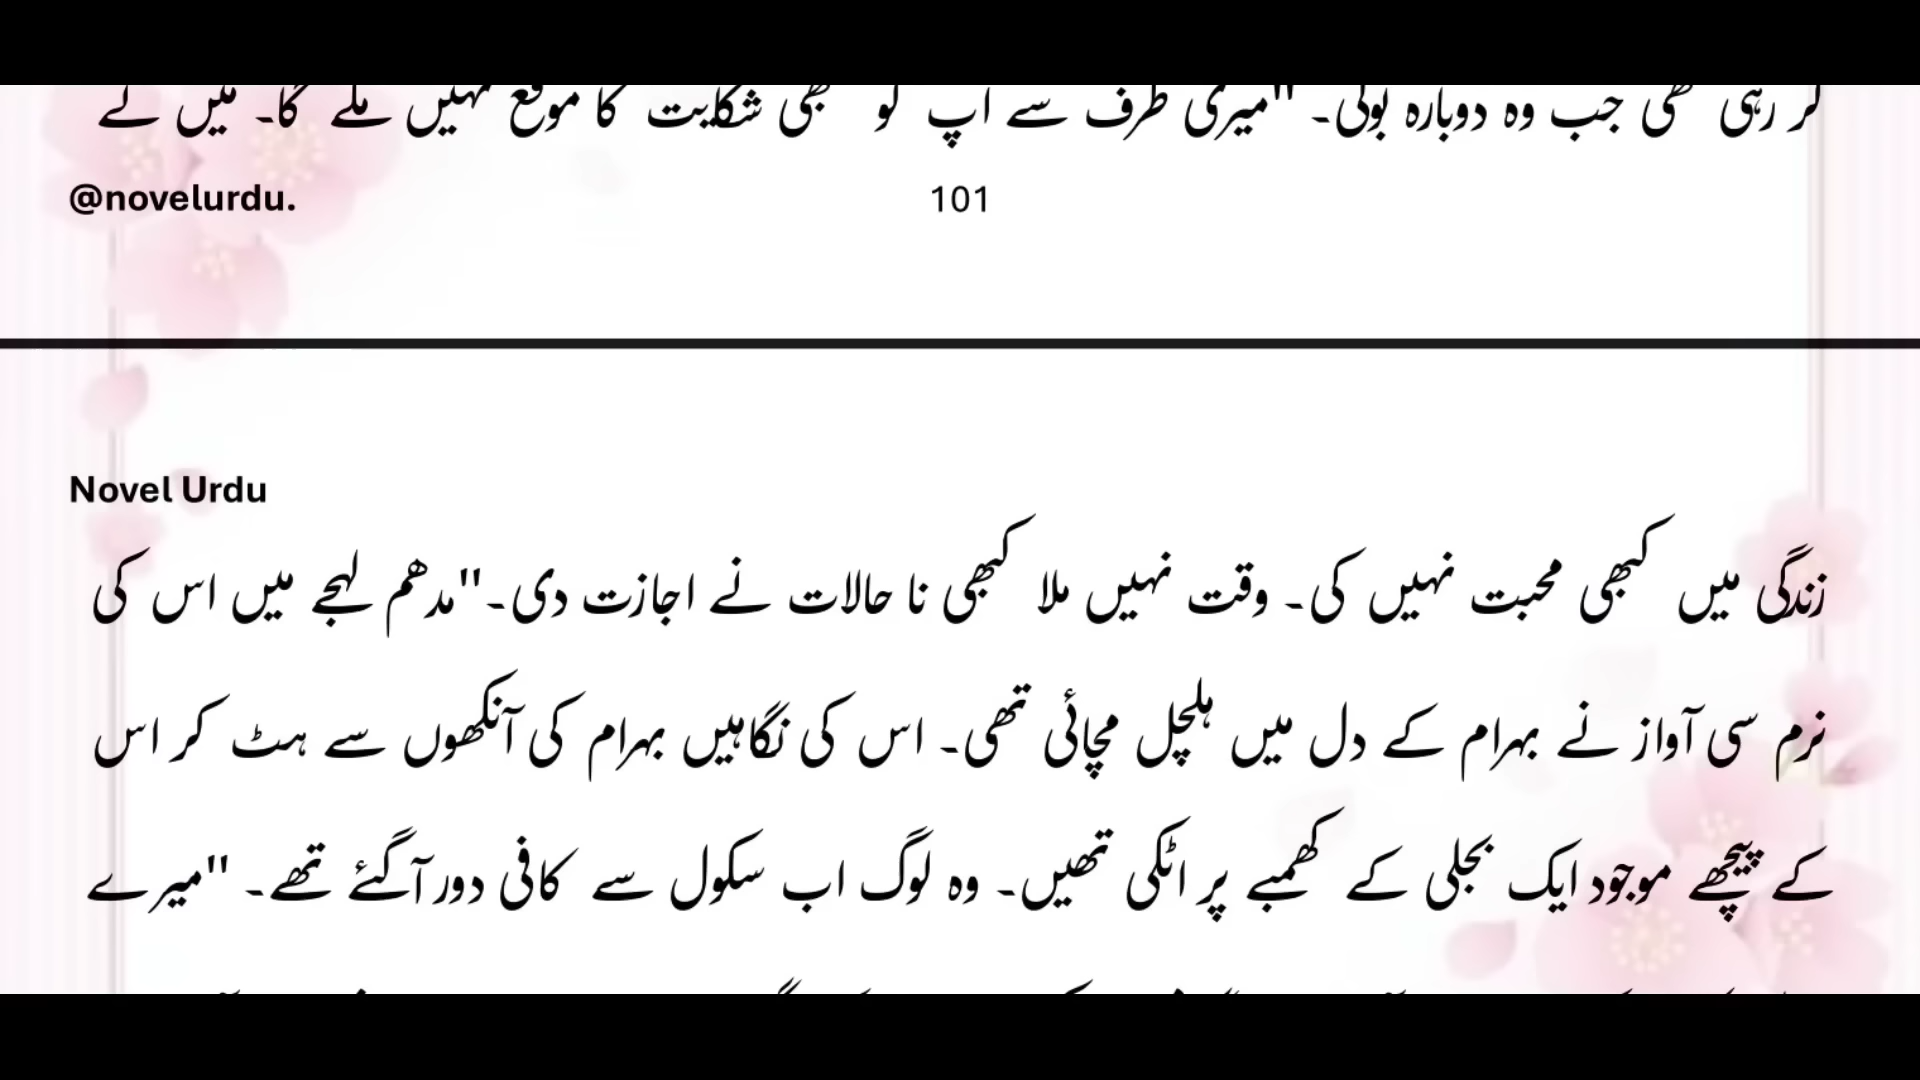 کر رہی تھی جب وہ دوبارہ بولی۔ "میری طرف سے آپ کو کبھی شکایت کا موقع نہیں ملے گا۔ میں نے
@novelurdu. 101
Novel Urdu
زندگی میں کبھی محبت نہیں کی۔ وقت نہیں ملا کبھی نا حالات نے اجازت دی۔"مدھم لہجے میں اس کی
نرم سی آواز نے بہرام کے دل میں ہلچل مچائی تھی۔ اس کی نگاہیں بہرام کی آنکھوں سے ہٹ کر اس
کے پیچھے موجود ایک بجلی کے کھمبے پر اٹکی تھیں۔ وہ لوگ اب سکول سے کافی دور آگئے تھے۔ "میرے